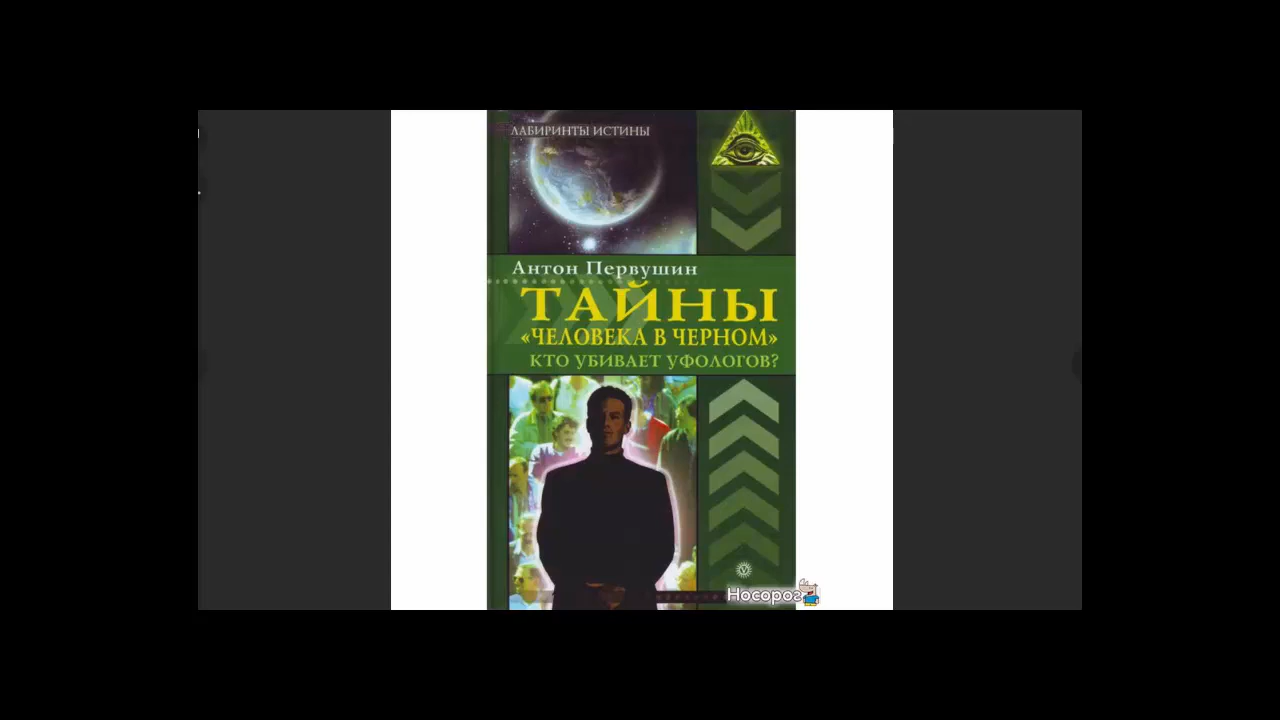 ЛАБИРИНТЫ ИСТИНЫ
АНТОН ПЕРВУШИН
ТАЙНЫ
«ЧЕЛОВЕКА В ЧЕРНОМ»
КТО УБИВАЕТ УФОЛОГОВ?
Носорог